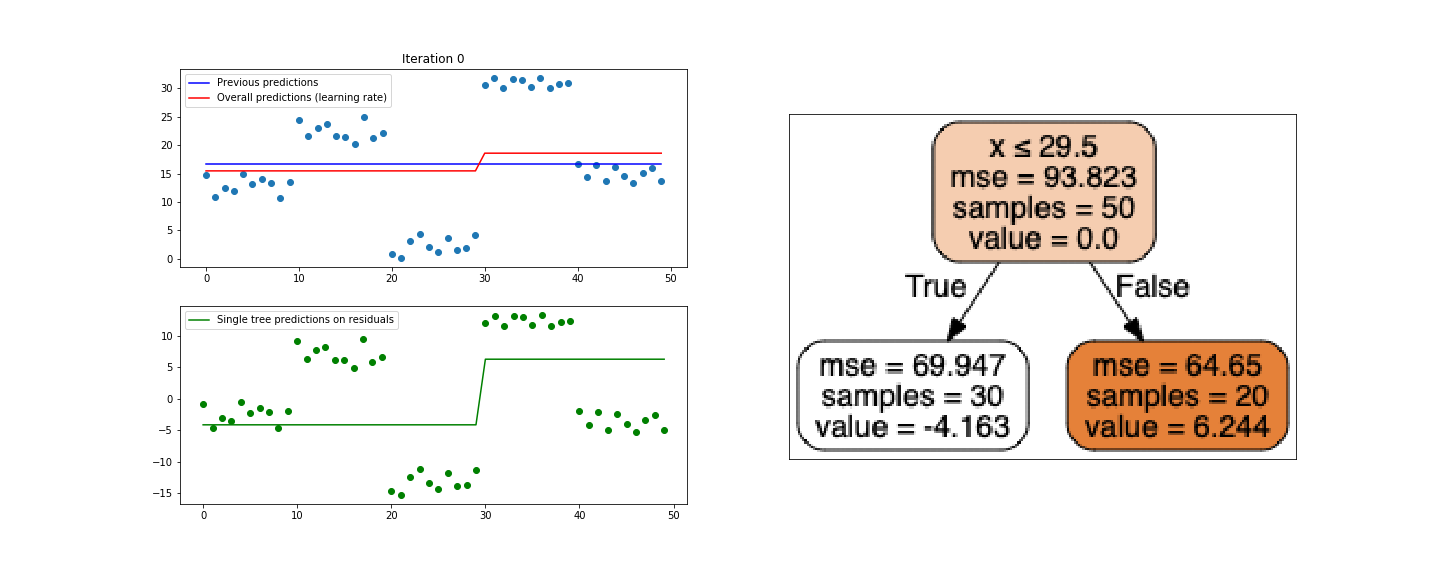 Iteration 0
Previous predictions
Overall predictions (learning rate)
30
25
20
15
10
5
0
0
10
20
30
40
50
Single tree predictions on residuals
10
5
0
−5
−10
−15
0
10
20
30
40
50
x ≤ 29.5
mse = 93.823
samples = 50
value = 0.0
True
False
mse = 69.947
samples = 30
value = -4.163
mse = 64.65
samples = 20
value = 6.244